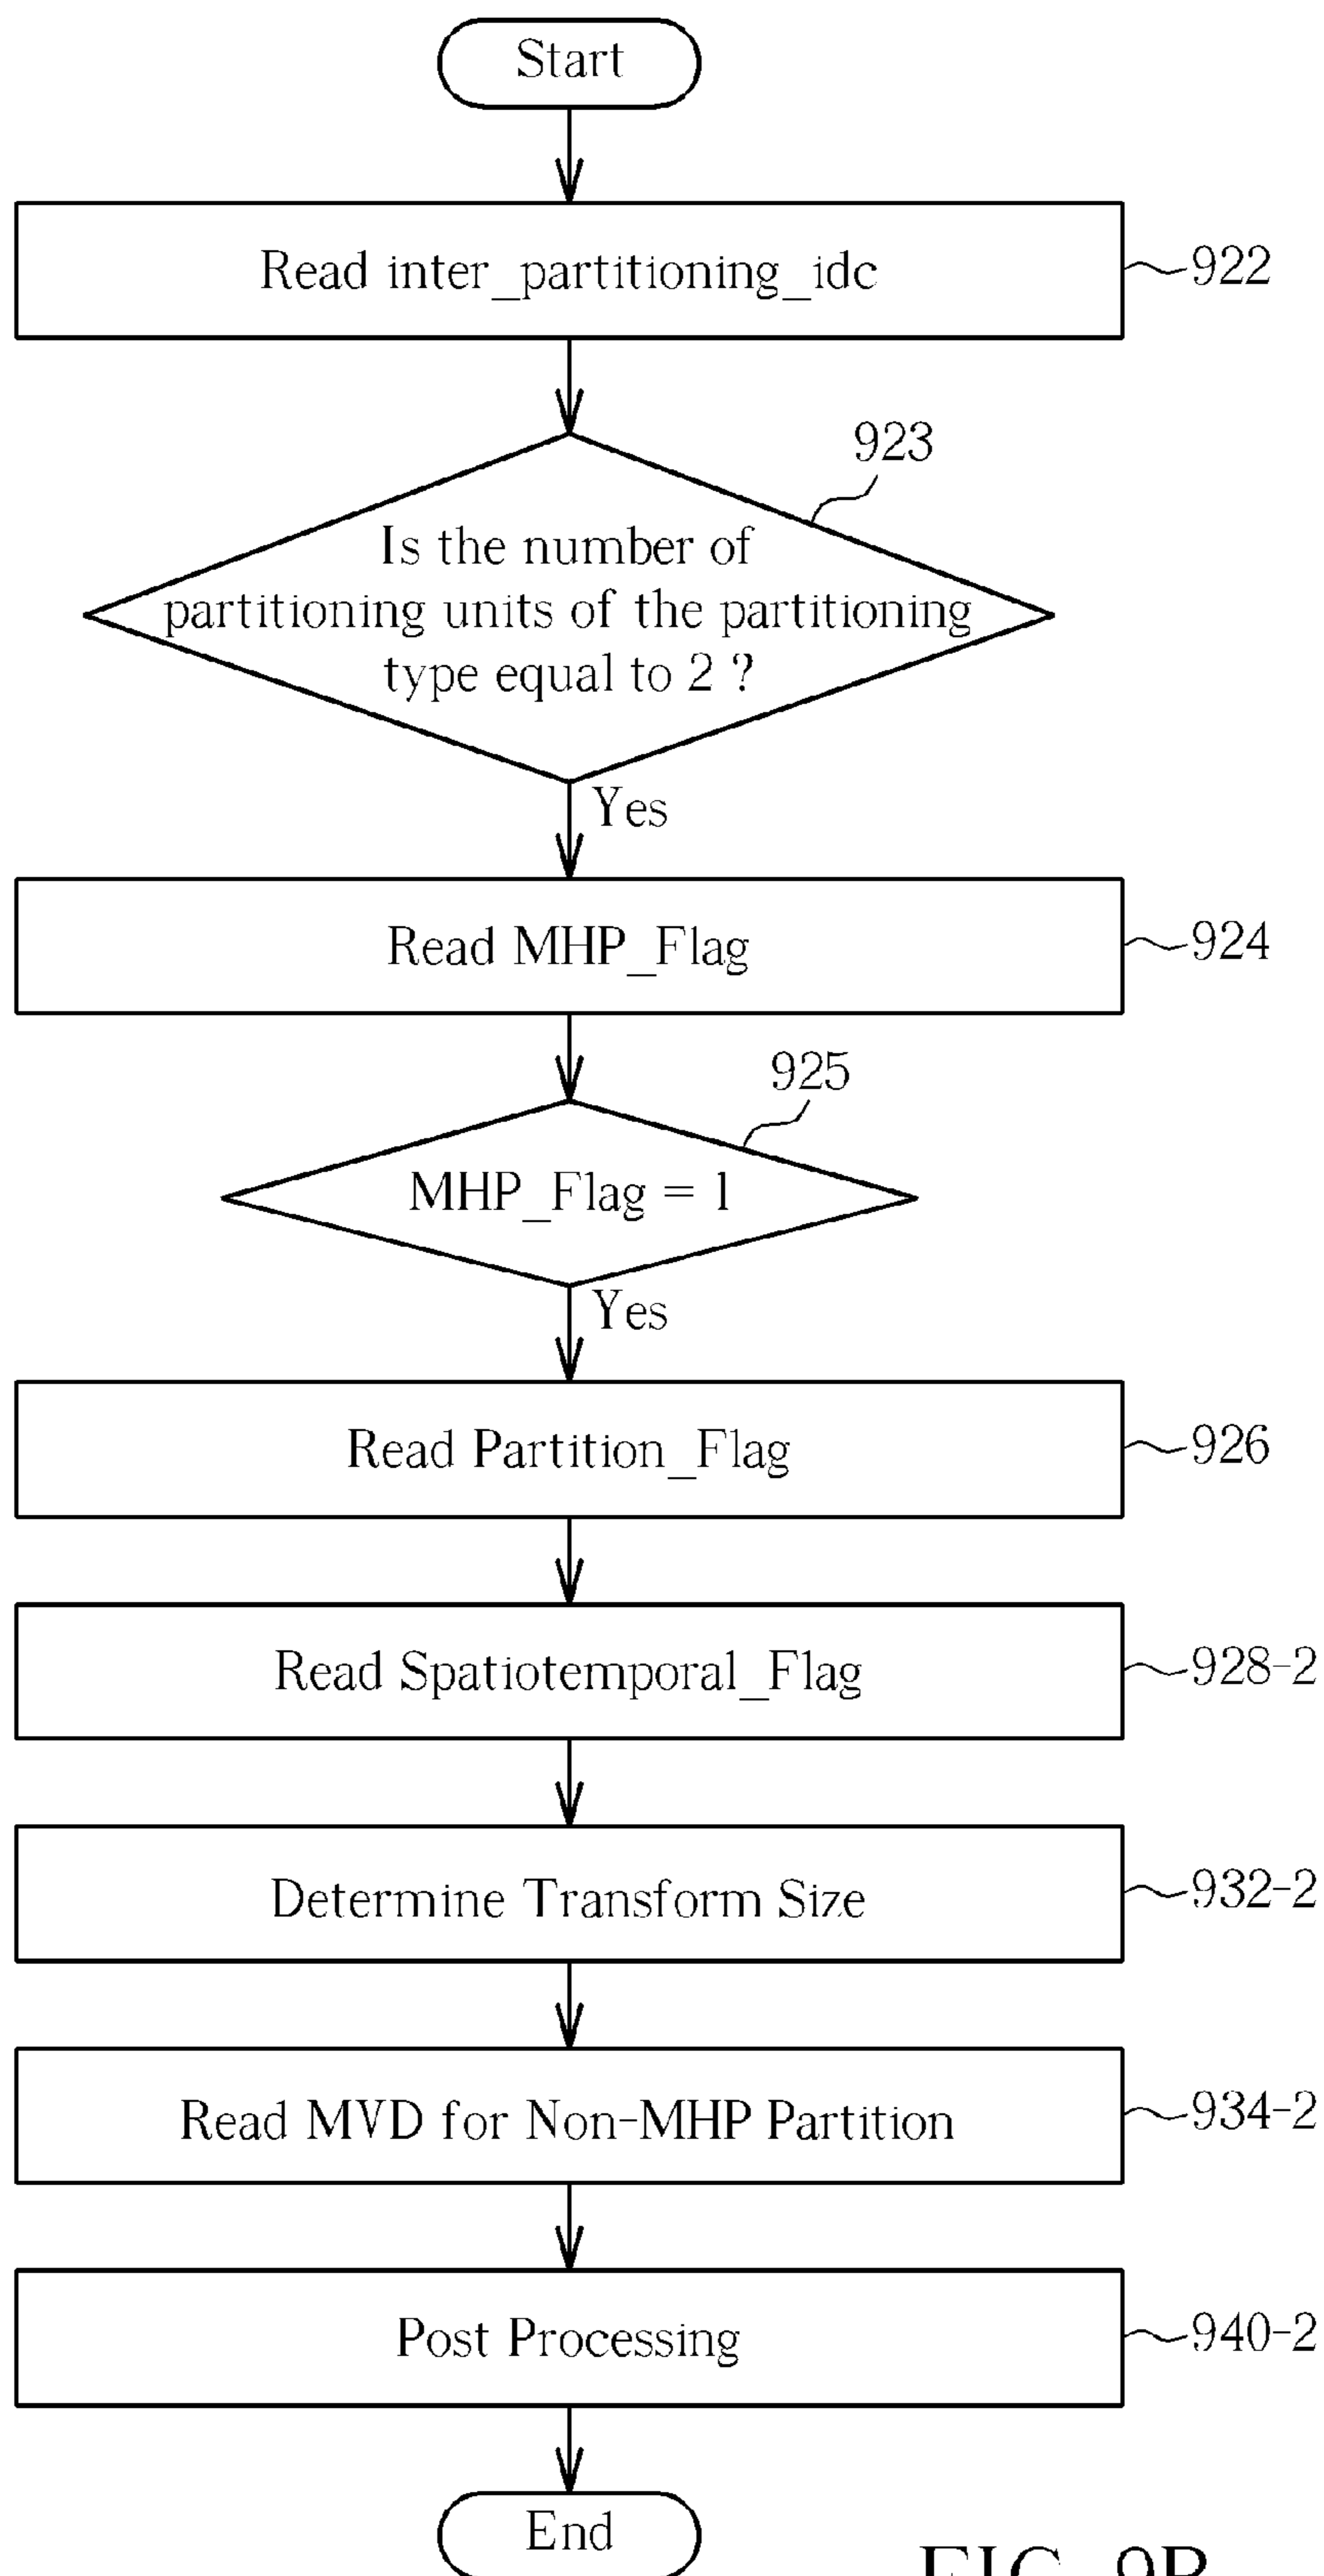 Start
Read inter_partitioning_idc
922
923
Is the number of
partitioning units of the partitioning
type equal to 2 ?
Yes
Read MHP_Flag
924
925
MHP_Flag = 1
Yes
Read Partition_Flag
926
Read Spatiotemporal_Flag
928-2
Determine Transform Size
932-2
Read MVD for Non-MHP Partition
934-2
Post Processing
940-2
End
FIG. 9B